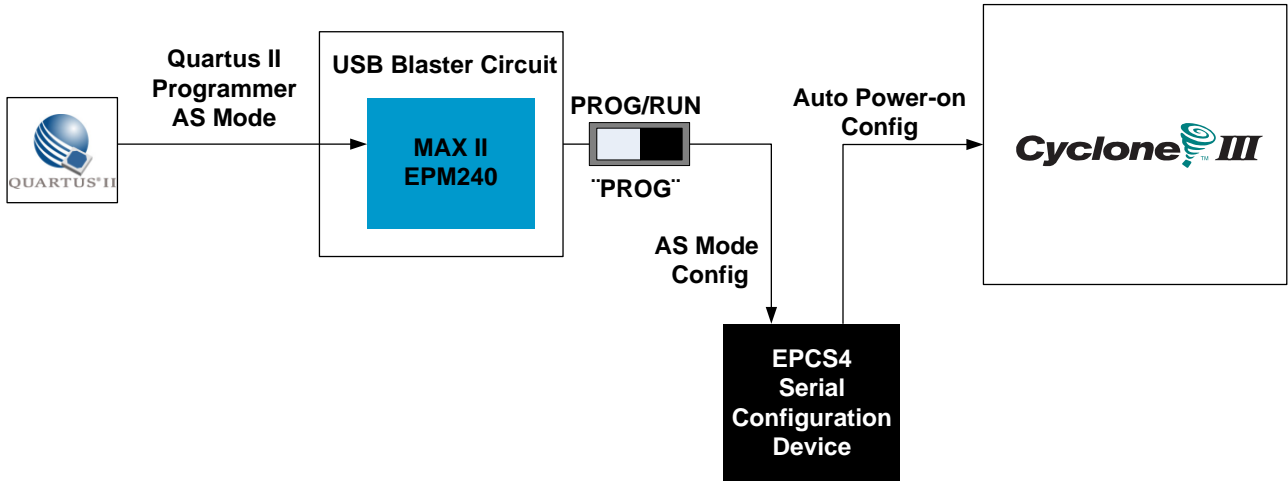 QUARTUS®II
Quartus II
Programmer
AS Mode
USB Blaster Circuit
MAX II
EPM240
PROG/RUN
¨PROG¨
AS Mode
Config
EPCS4
Serial
Configuration
Device
Auto Power-on
Config
Cyclone™ III